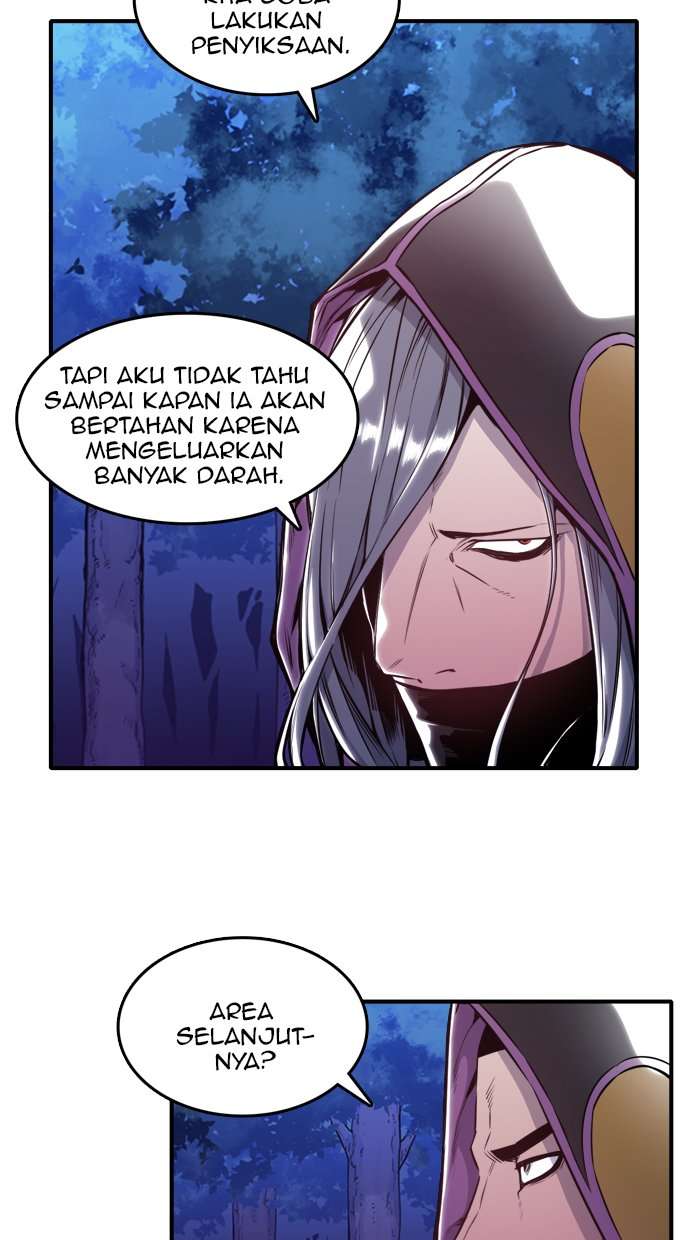 LAKUKAN
PENYIKSAAN.
TAPI AKU TIDAK TAHU
SAMPAI KAPAN IA AKAN
BERTAHAN KARENA
MENGELUARKAN
BANYAK DARAH.
AREA
SELANJUT-
NYA?